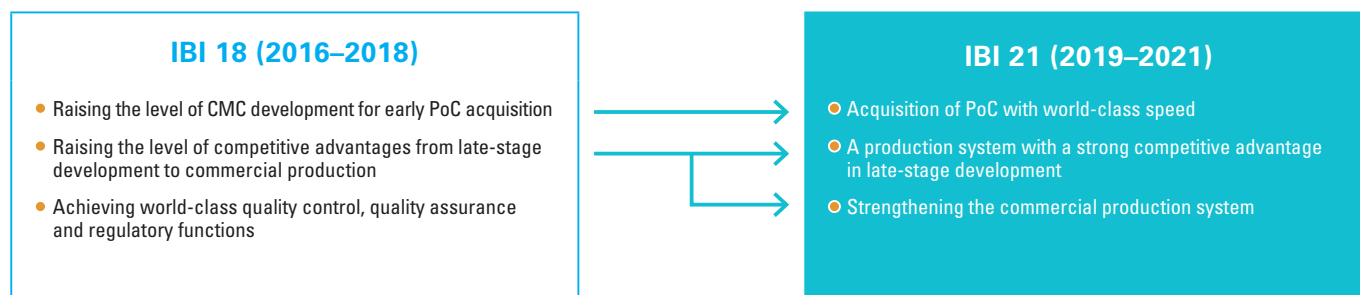 IBI 18 (2016–2018)
Raising the level of CMC development for early PoC acquisition
Raising the level of competitive advantages from late-stage
development to commercial production
Achieving world-class quality control, quality assurance
and regulatory functions
IBI 21 (2019–2021)
Acquisition of PoC with world-class speed
A production system with a strong competitive advantage
in late-stage development
Strengthening the commercial production system